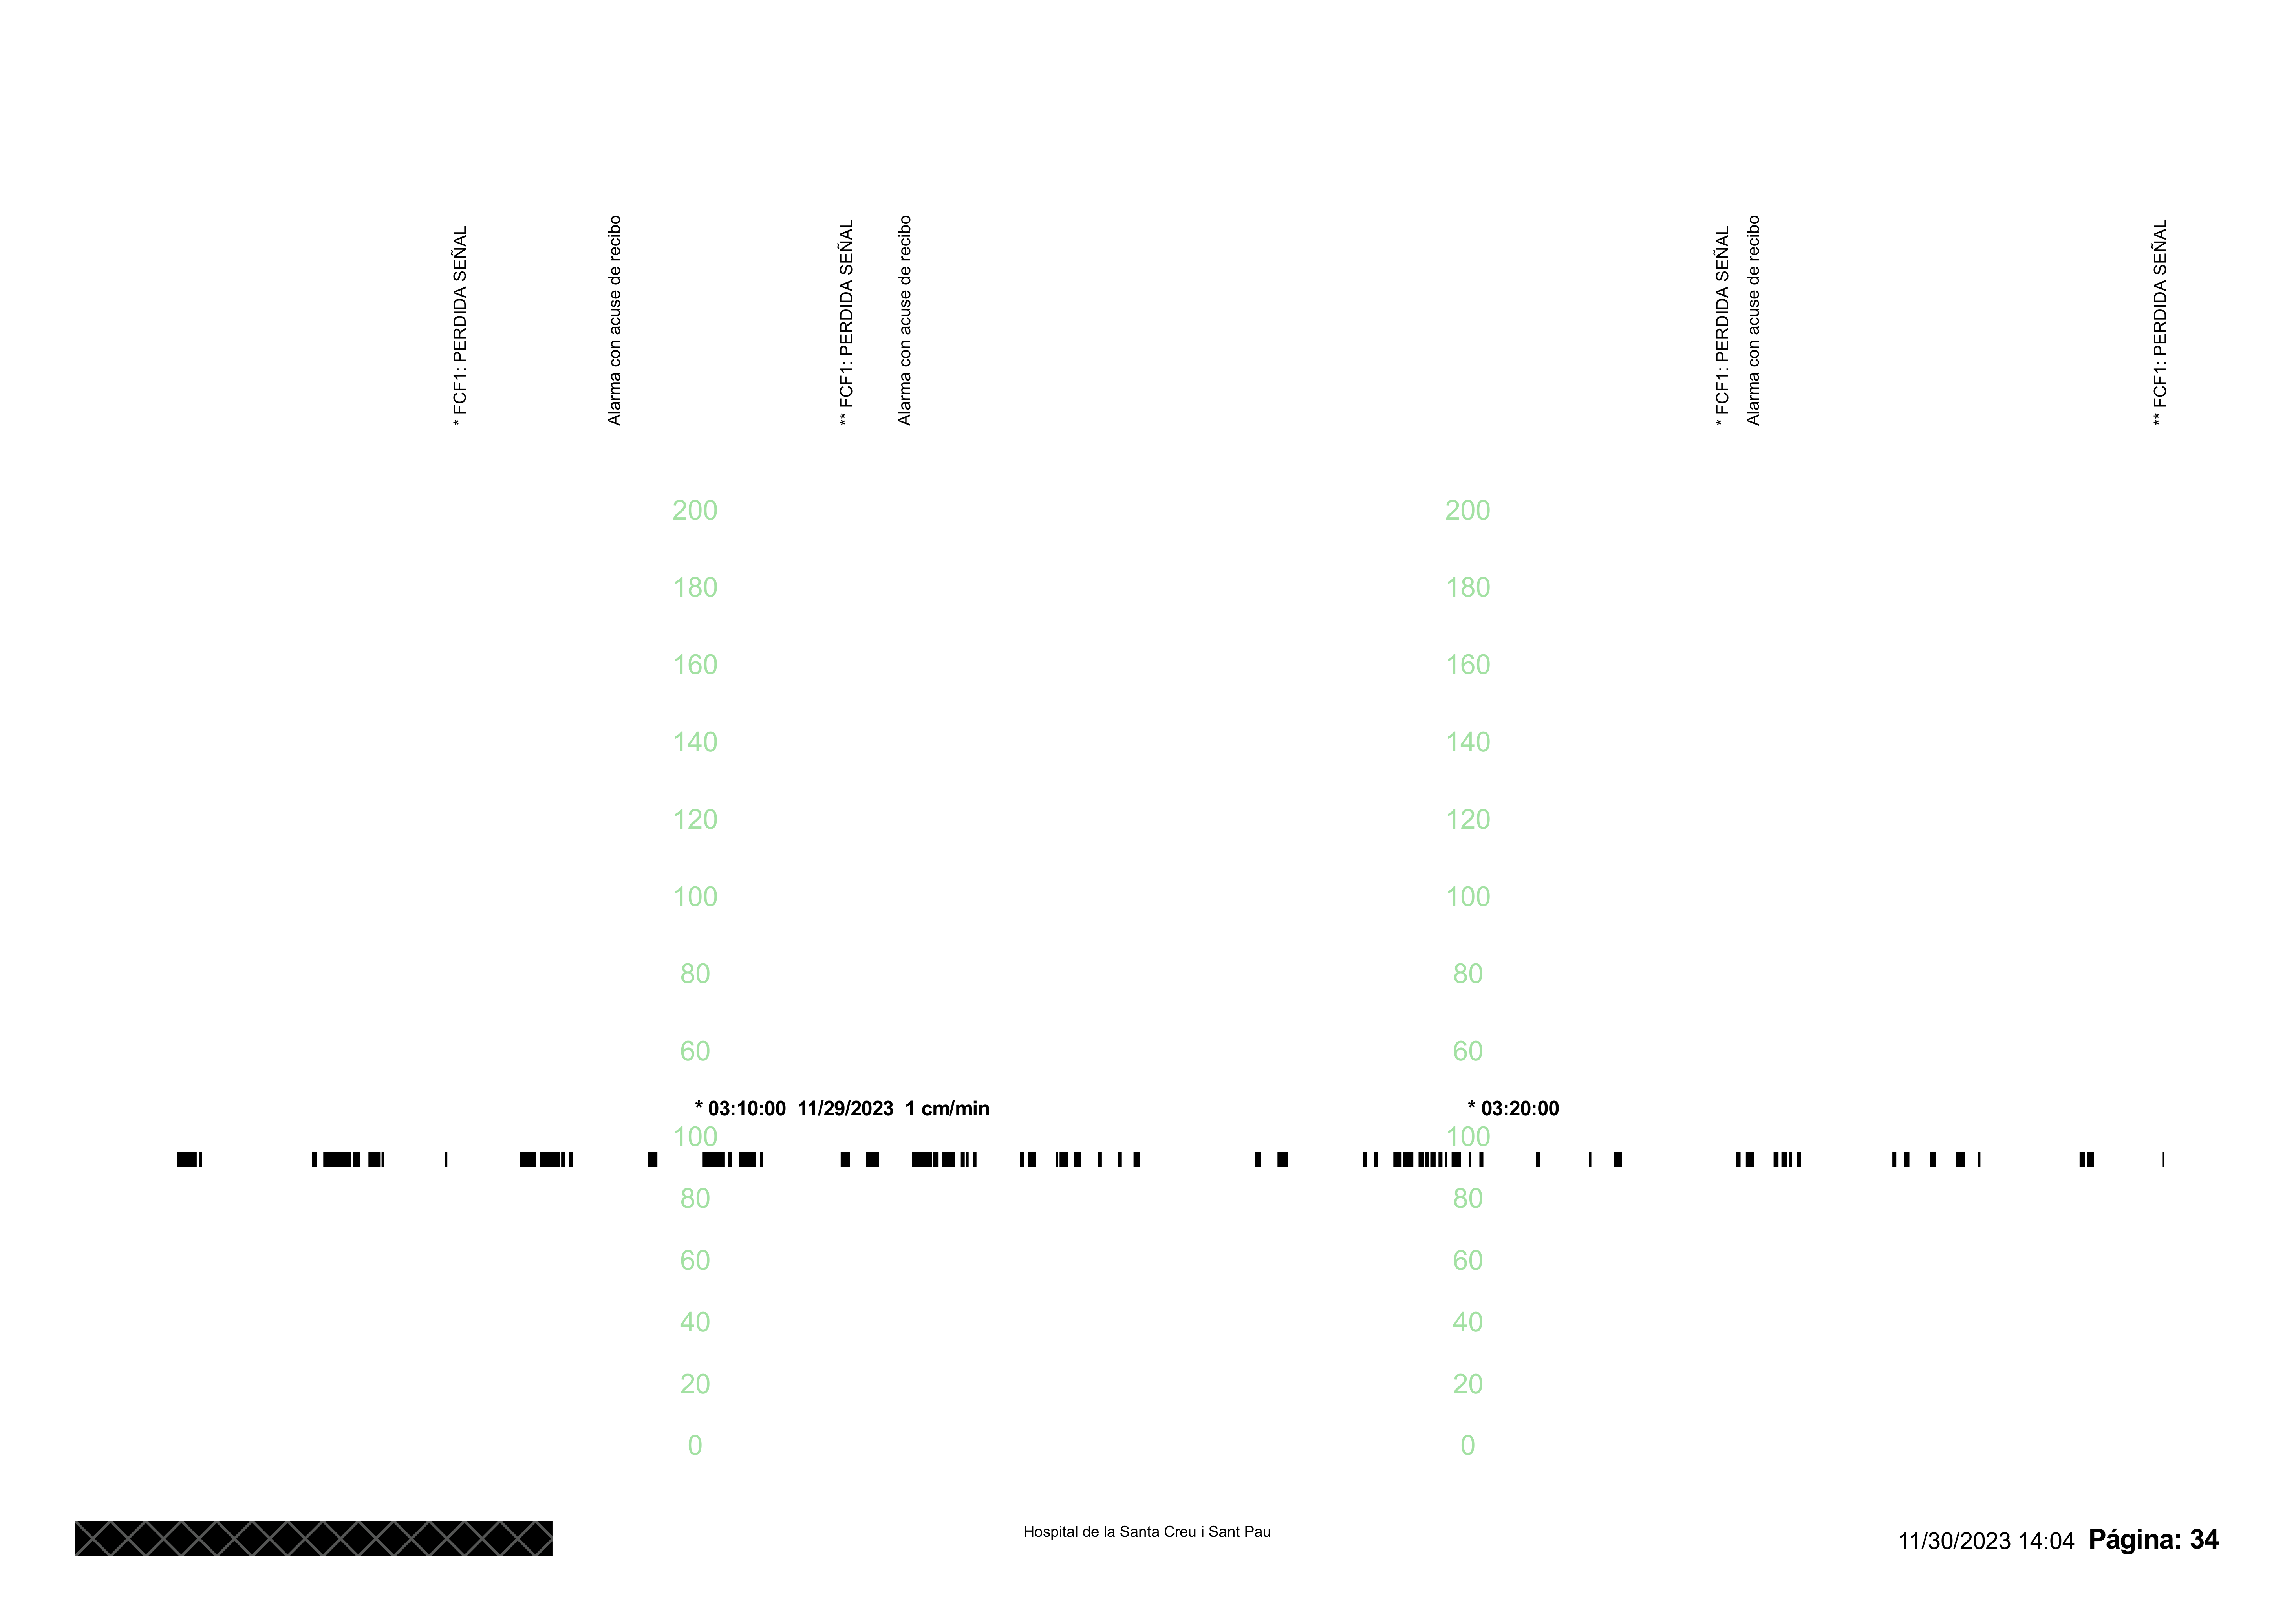 * FCF1: PERDIDA SEÑAL
Alarma con acuse de recibo
** FCF1: PERDIDA SEÑAL
Alarma con acuse de recibo
* FCF1: PERDIDA SEÑAL
Alarma con acuse de recibo
** FCF1: PERDIDA SEÑAL
200 200
180 180
160 160
140 140
120 120
100 100
80 80
60 60
* 03:10:00 11/29/2023 1 cm/min * 03:20:00
100 100
80 80
60 60
40 40
20 20
0 0
Hospital de la Santa Creu i Sant Pau
11/30/2023 14:04 Página: 34